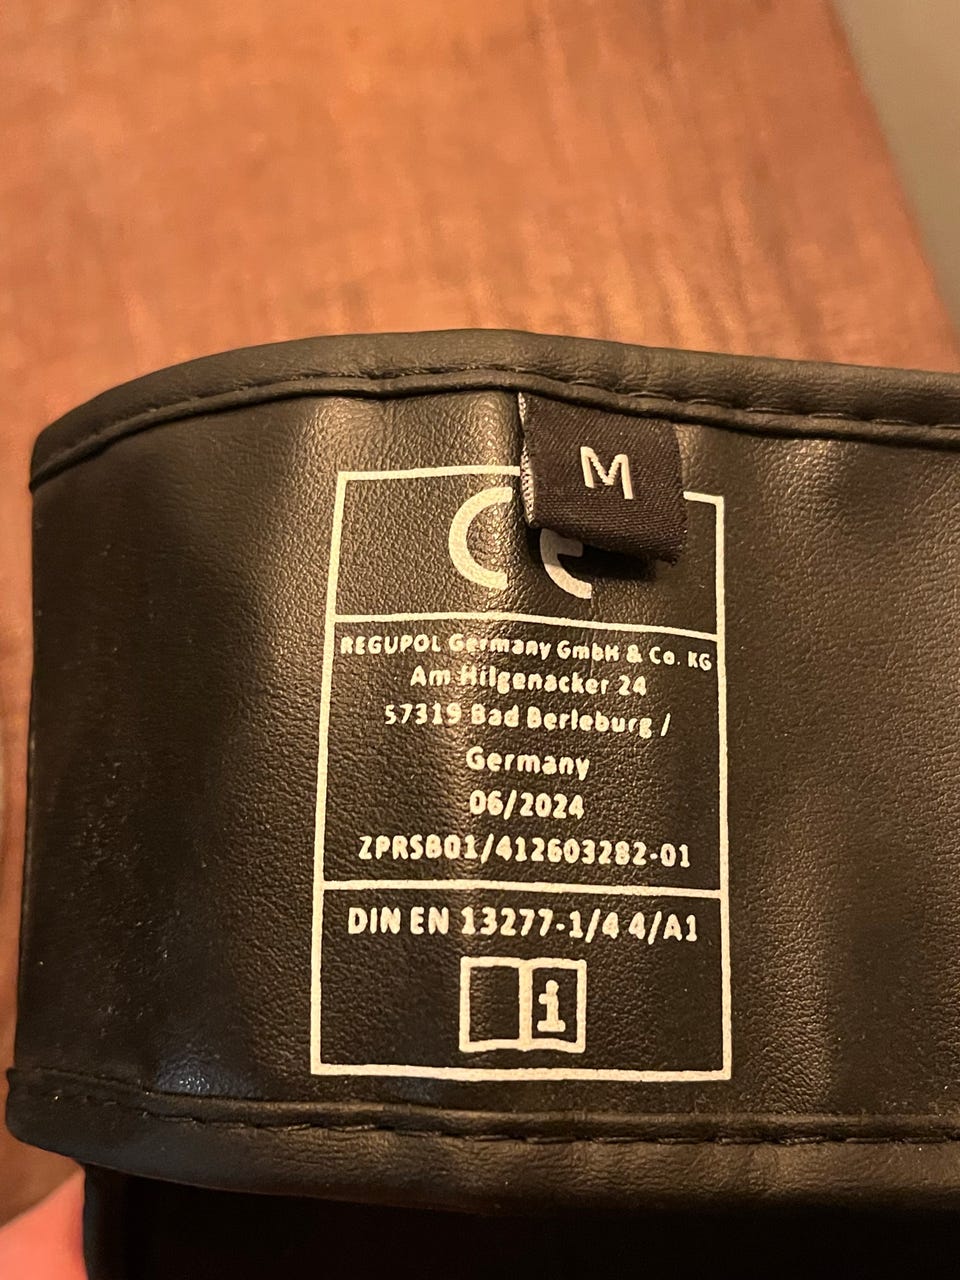 M
CE
REGUPOL Germany GmbH & Co. KG
Am Hilgenacker 24
57319 Bad Berleburg /
Germany
06/2024
ZPRSB01/412603282-01
DIN EN 13277-1/4 4/A1
i